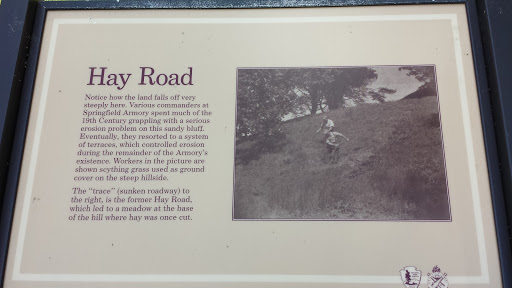 Hay Road
Notice how the land falls off very
steeply here. Various commanders at
Springfield Armory spent much of the
19th Century grappling with a serious
erosion problem on this sandy bluff.
Eventually, they resorted to a system
of terraces, which controlled erosion
during the remainder of the Armory's
existence. Workers in the picture are
shown scything grass used as ground
cover on the steep hillside.
The "trace" (sunken roadway) to
the right, is the former Hay Road,
which led to a meadow at the base
of the hill where hay was once cut.